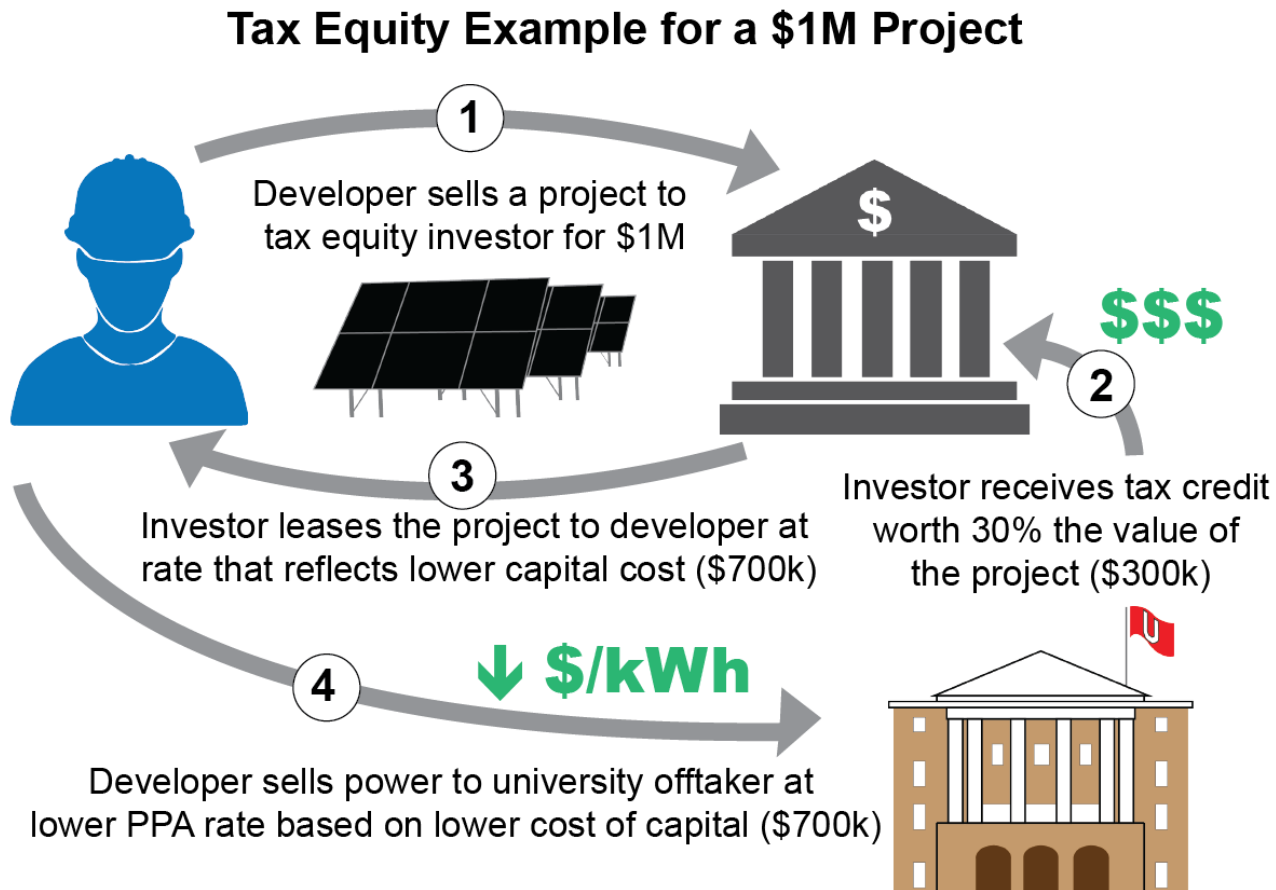 Tax Equity Example for a $1M Project
1
Developer sells a project to
tax equity investor for $1M
$
$$$
2
Investor receives tax credit
worth 30% the value of
the project ($300k)
3
Investor leases the project to developer at
rate that reflects lower capital cost ($700k)
U
4
$/kWh
Developer sells power to university offtaker at
lower PPA rate based on lower cost of capital ($700k)